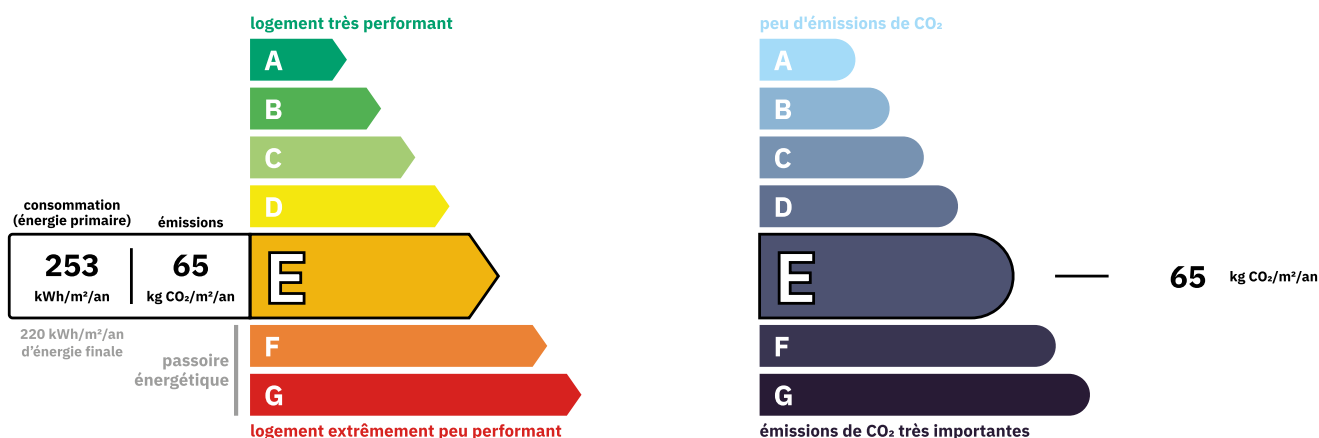 logement très performant
A
B
C
D
consommation
(énergie primaire)
émissions
253
kWh/m²/an
65
kg CO₂/m²/an
E
220 kWh/m²/an
d'énergie finale
passoire
énergétique
F
G
logement extrêmement peu performant
peu d'émissions de CO₂
A
B
C
D
E
65 kg CO₂/m²/an
F
G
émissions de CO₂ très importantes